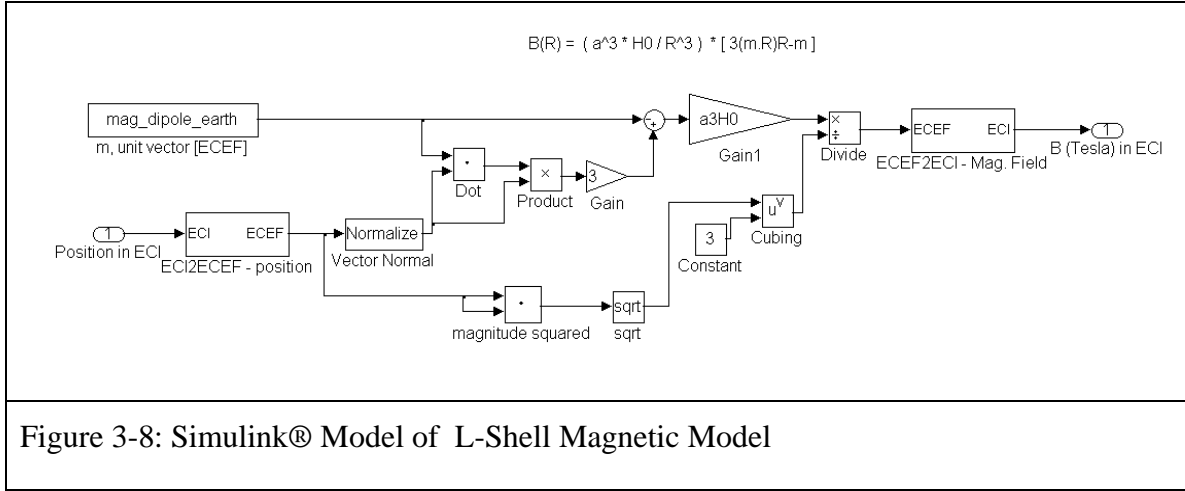 B(R) = ( a^3 * H0 / R^3 ) * [ 3(m.R)R-m ]
mag_dipole_earth
m, unit vector [ECEF]
Dot
×
Product
3
Gain
a3H0
Gain1
×
÷
Divide
ECEF ECI
ECEF2ECI - Mag. Field
1
B (Tesla) in ECI
1
Position in ECI
ECI ECEF
ECI2ECEF - position
Normalize
Vector Normal
magnitude squared
sqrt
sqrt
3
Constant
u^v
Cubing
Figure 3-8: Simulink® Model of L-Shell Magnetic Model